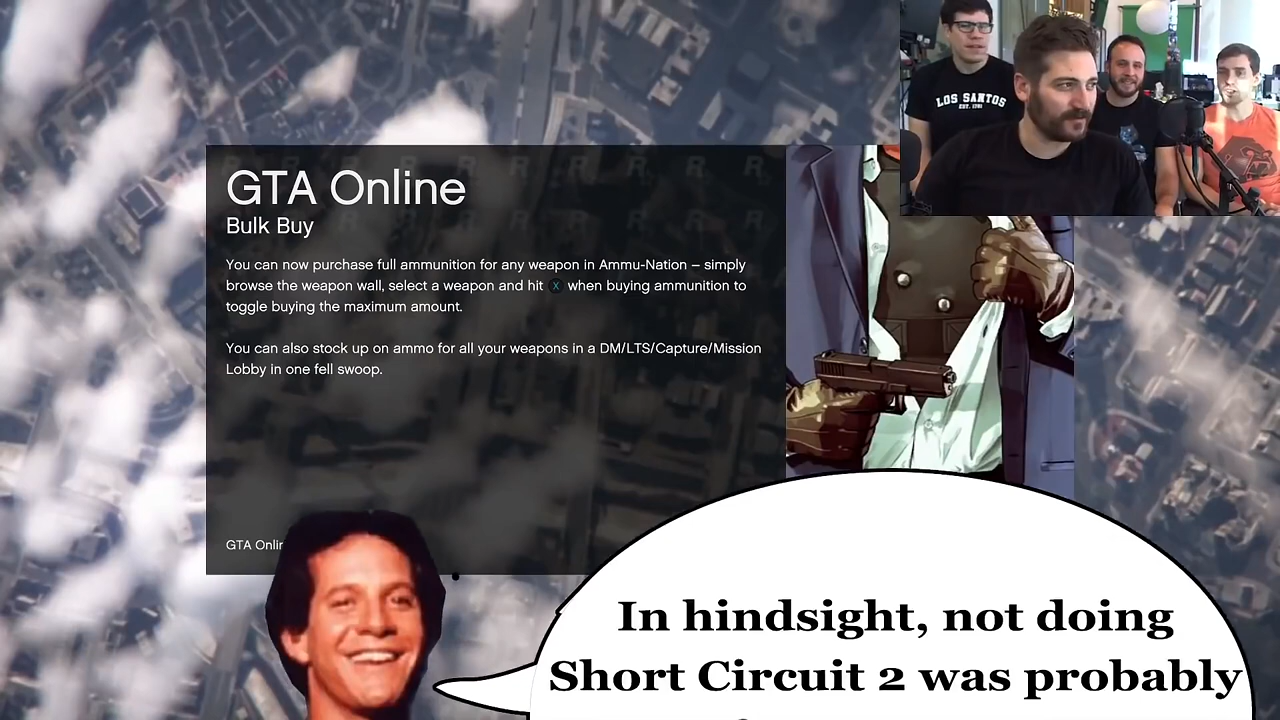 LOS SANTOS
EST. 1781
GTA Online
Bulk Buy
You can now purchase full ammunition for any weapon in Ammu-Nation – simply
browse the weapon wall, select a weapon and hit X when buying ammunition to
toggle buying the maximum amount.
You can also stock up on ammo for all your weapons in a DM/LTS/Capture/Mission
Lobby in one fell swoop.
GTA Onlin
In hindsight, not doing
Short Circuit 2 was probably